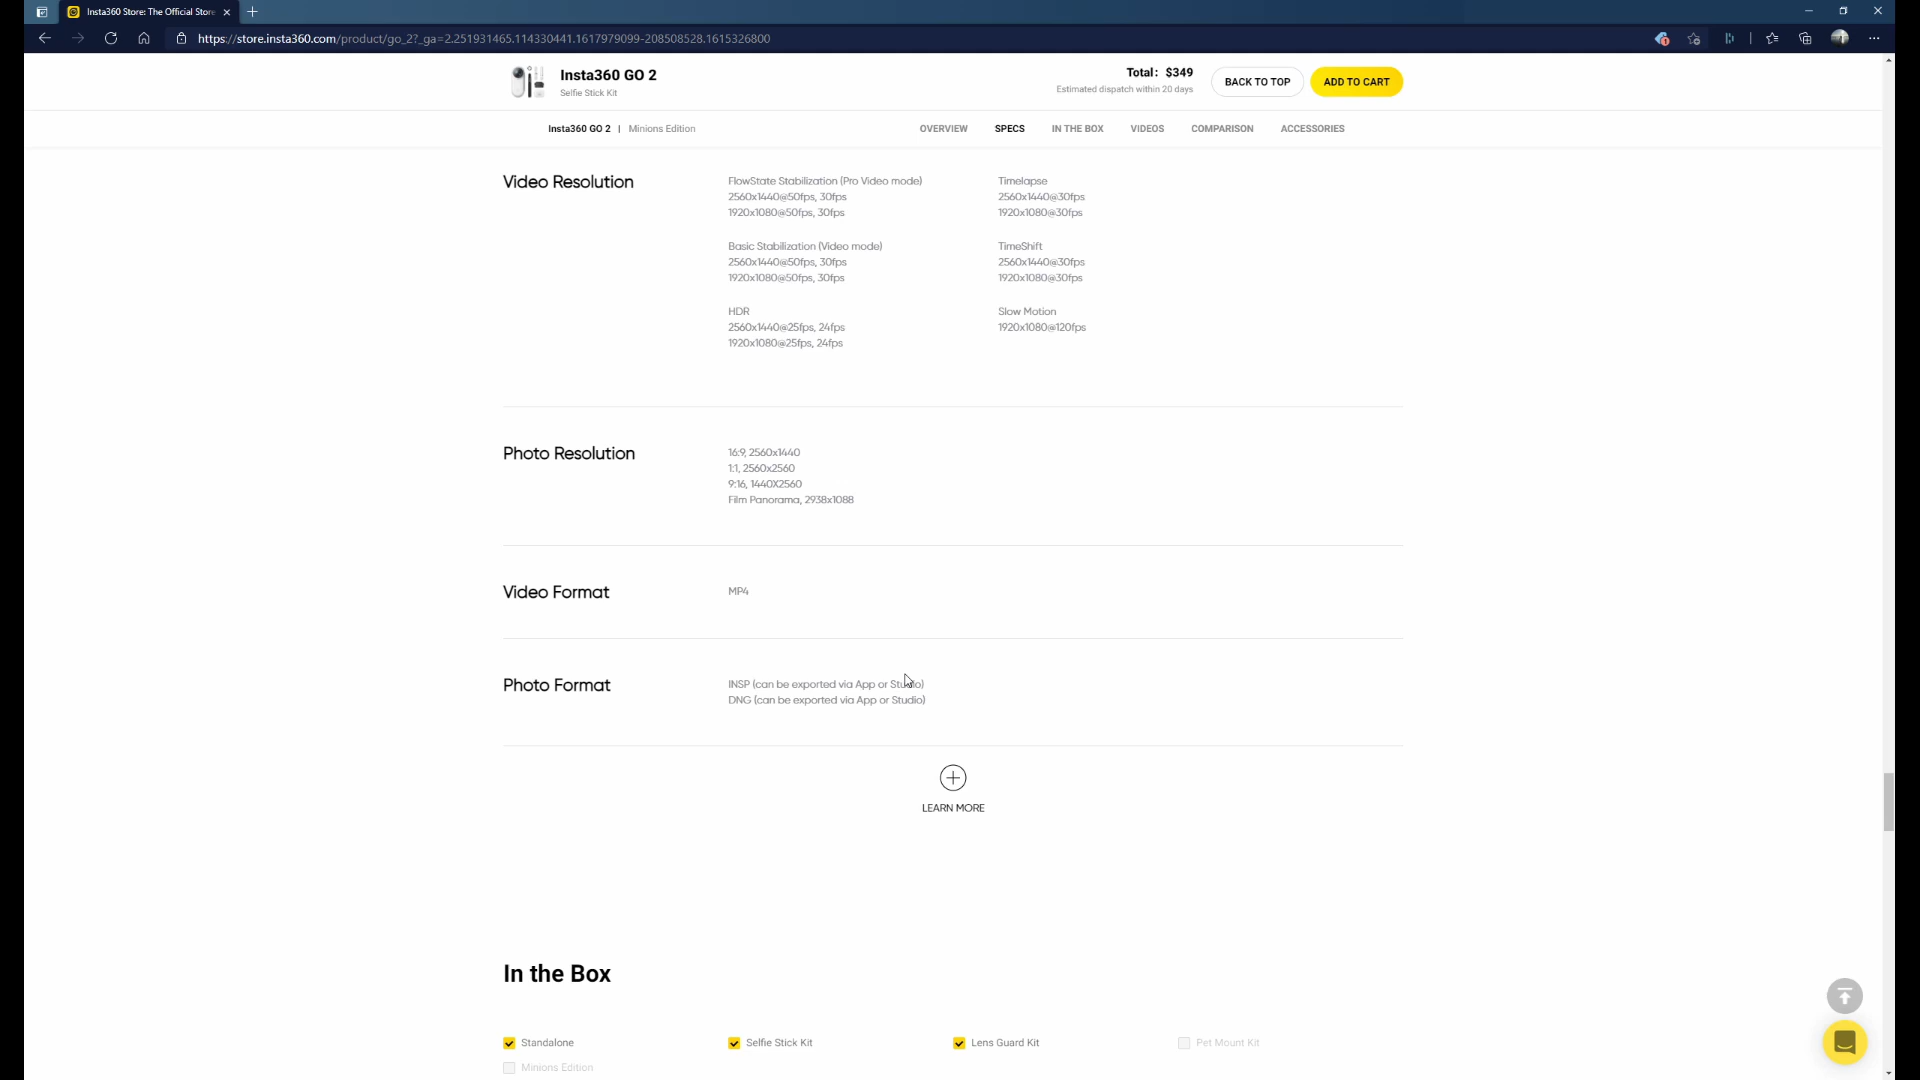 Insta360 Store: The Official Store
https://store.insta360.com/product/go_2?_ga=2.251931465.114330441.1617979099-208508528.1615326800
Insta360 GO 2
Selfie Stick Kit
Total: $349
Estimated dispatch within 20 days
BACK TO TOP
ADD TO CART
Insta360 GO 2 | Minions Edition
OVERVIEW
SPECS
IN THE BOX
VIDEOS
COMPARISON
ACCESSORIES
Video Resolution
FlowState Stabilization (Pro Video mode)
2560x1440@50fps, 30fps
1920x1080@50fps, 30fps
Basic Stabilization (Video mode)
2560x1440@50fps, 30fps
1920x1080@50fps, 30fps
HDR
2560x1440@25fps, 24fps
1920x1080@25fps, 24fps
Timelapse
2560x1440@30fps
1920x1080@30fps
TimeShift
2560x1440@30fps
1920x1080@30fps
Slow Motion
1920x1080@120fps
Photo Resolution
16:9, 2560x1440
1:1, 2560x2560
9:16, 1440X2560
Film Panorama, 2938x1088
Video Format
MP4
Photo Format
INSP (can be exported via App or Studio)
DNG (can be exported via App or Studio)
LEARN MORE
In the Box
Standalone
Selfie Stick Kit
Lens Guard Kit
Pet Mount Kit
Minions Edition